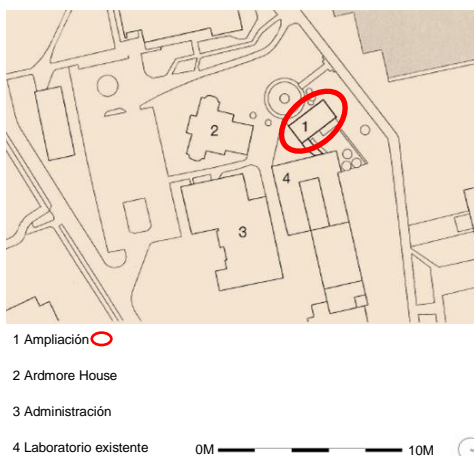 1
2
4
3
1 Ampliación
2 Ardmore House
3 Administración
4 Laboratorio existente
0M 10M